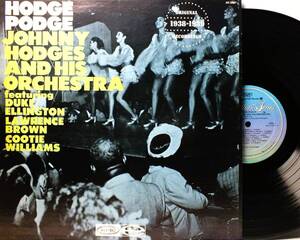 HODGE
PODGE
JOHNNY
HODGES
AND HIS
ORCHESTRA
featuring
DUKE
ELLINGTON
LAWRENCE
BROWN
COOTIE
WILLIAMS
ORIGINAL
1938-1939